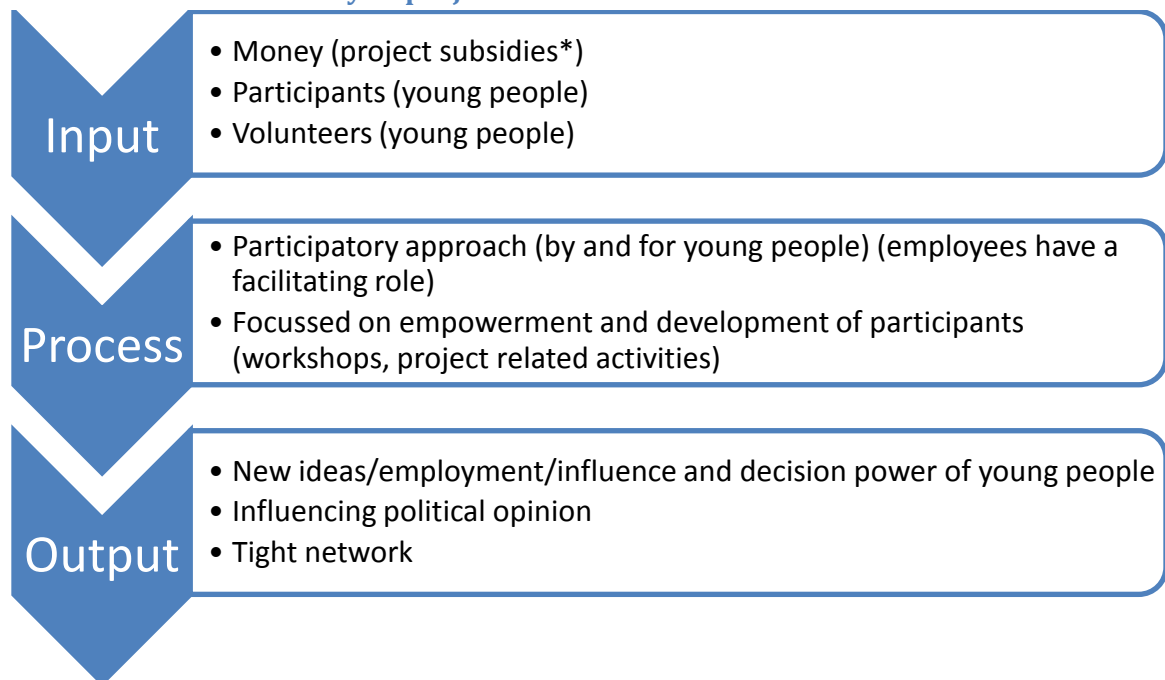 Input
• Money (project subsidies*)
• Participants (young people)
• Volunteers (young people)
Process
• Participatory approach (by and for young people) (employees have a
facilitating role)
• Focussed on empowerment and development of participants
(workshops, project related activities)
Output
• New ideas/employment/influence and decision power of young people
• Influencing political opinion
• Tight network